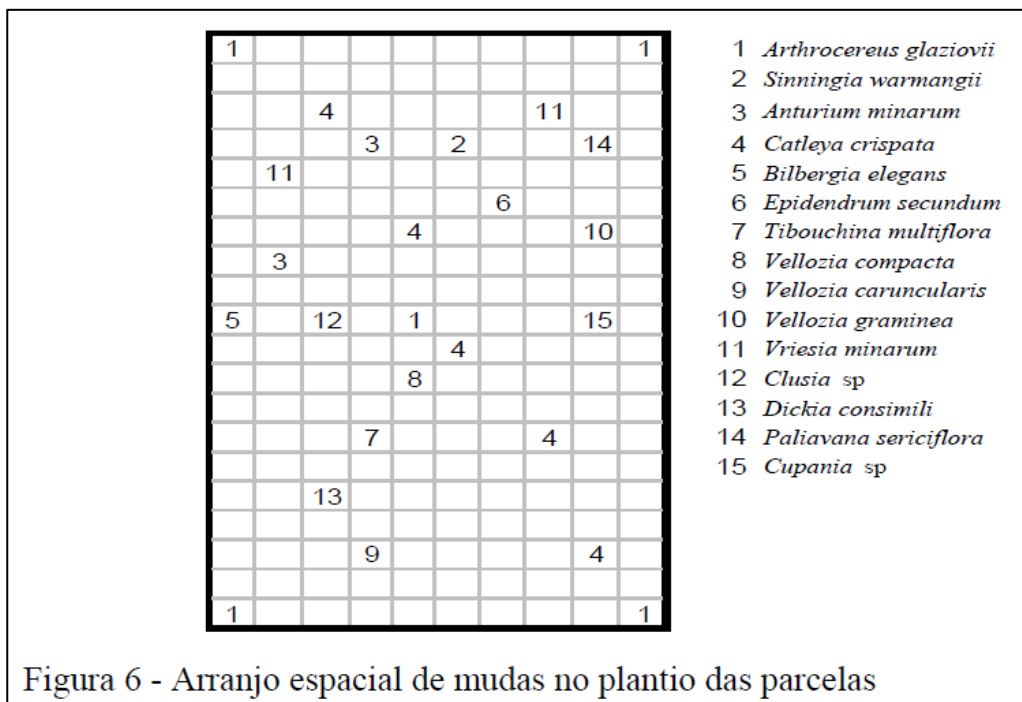 1 1
4 11
3 2 14
11
6
4 10
3
5 12 1 15
4
8
7 4
13
9 4
1 1
1 Arthrocereus glaziovii
2 Sinningia warmangii
3 Anturium minarum
4 Catleya crispata
5 Bilbergia elegans
6 Epidendrum secundum
7 Tibouchina multiflora
8 Vellozia compacta
9 Vellozia caruncularis
10 Vellozia graminea
11 Vriesia minarum
12 Clusia sp
13 Dickia consimili
14 Paliavana sericiflora
15 Cupania sp
Figura 6 - Arranjo espacial de mudas no plantio das parcelas